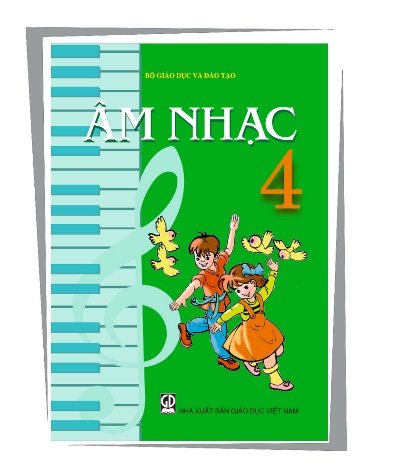 BỘ GIÁO DỤC VÀ ĐÀO TẠO
ÂM NHẠC
4
NHÀ XUẤT BẢN GIÁO DỤC VIỆT NAM